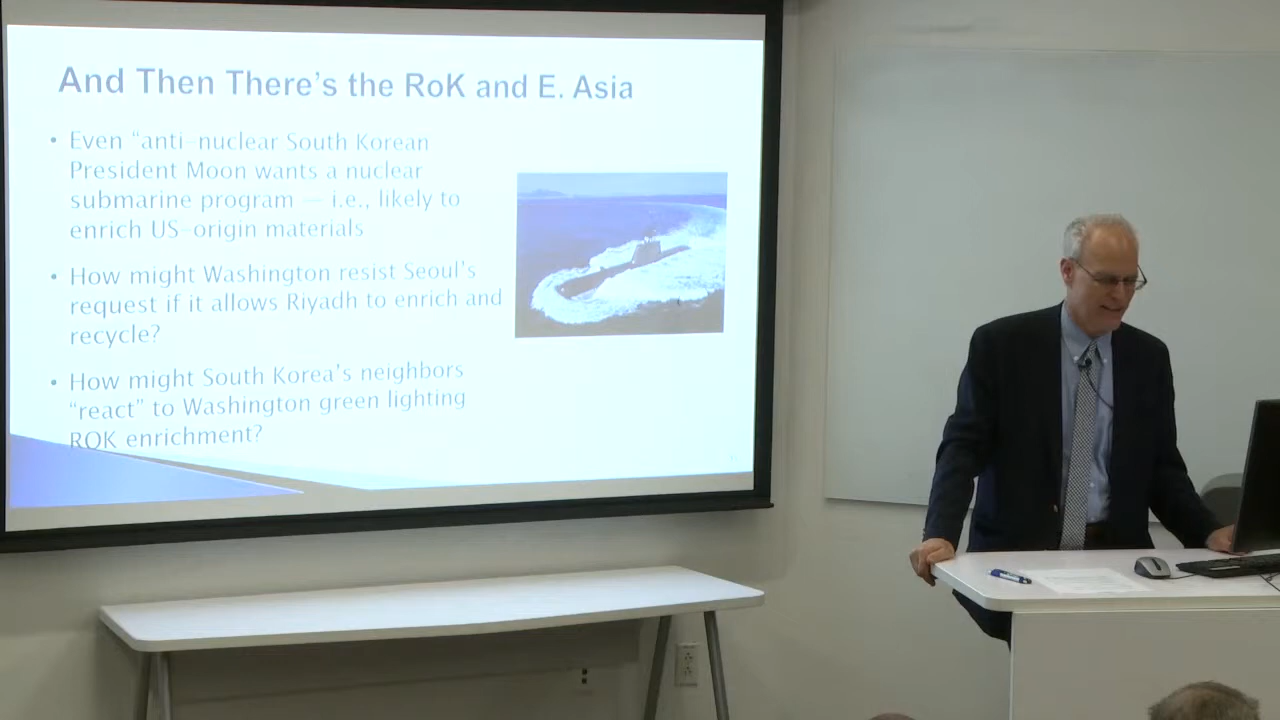 And Then There's the RoK and E. Asia
• Even “anti-nuclear South Korean
President Moon wants a nuclear
submarine program — i.e., likely to
enrich US-origin materials
• How might Washington resist Seoul's
request if it allows Riyadh to enrich and
recycle?
• How might South Korea's neighbors
“react” to Washington green lighting
ROK enrichment?